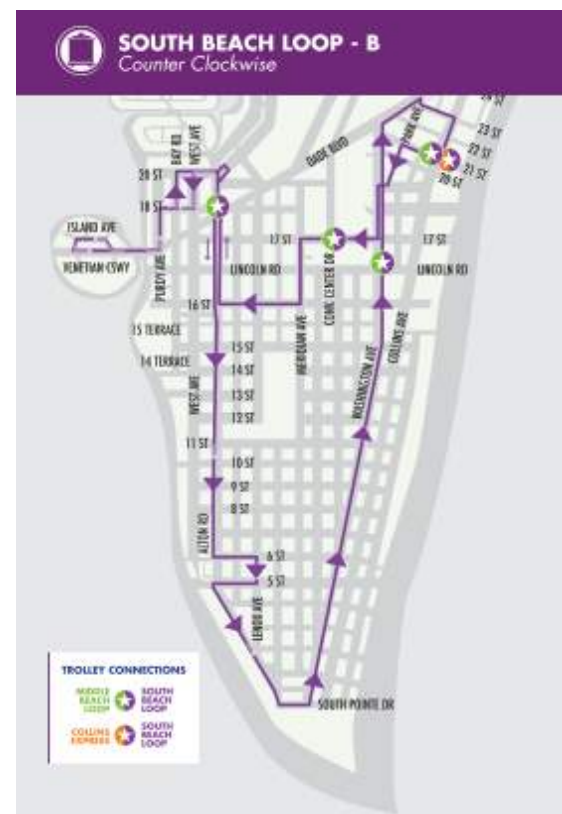 SOUTH BEACH LOOP - B
Counter Clockwise
24 ST
PARK AVE
23 ST
22 ST
21 ST
20 ST
DADE BLVD
BAY RD
WEST AVE
20 ST
18 ST
ISLAND AVE
VENETIAN CSWY
PURDY AVE
17 ST
17 ST
LINCOLN RD
LINCOLN RD
CONV. CENTER DR
16 ST
MERIDIAN AVE
COLLINS AVE
WASHINGTON AVE
15 TERRACE
14 TERRACE
15 ST
14 ST
WEST AVE
13 ST
12 ST
11 ST
10 ST
9 ST
8 ST
ALTON RD
6 ST
5 ST
LENOX AVE
SOUTH POINTE DR
TROLLEY CONNECTIONS
MIDDLE BEACH LOOP
SOUTH BEACH LOOP
COLLINS EXPRESS
SOUTH BEACH LOOP